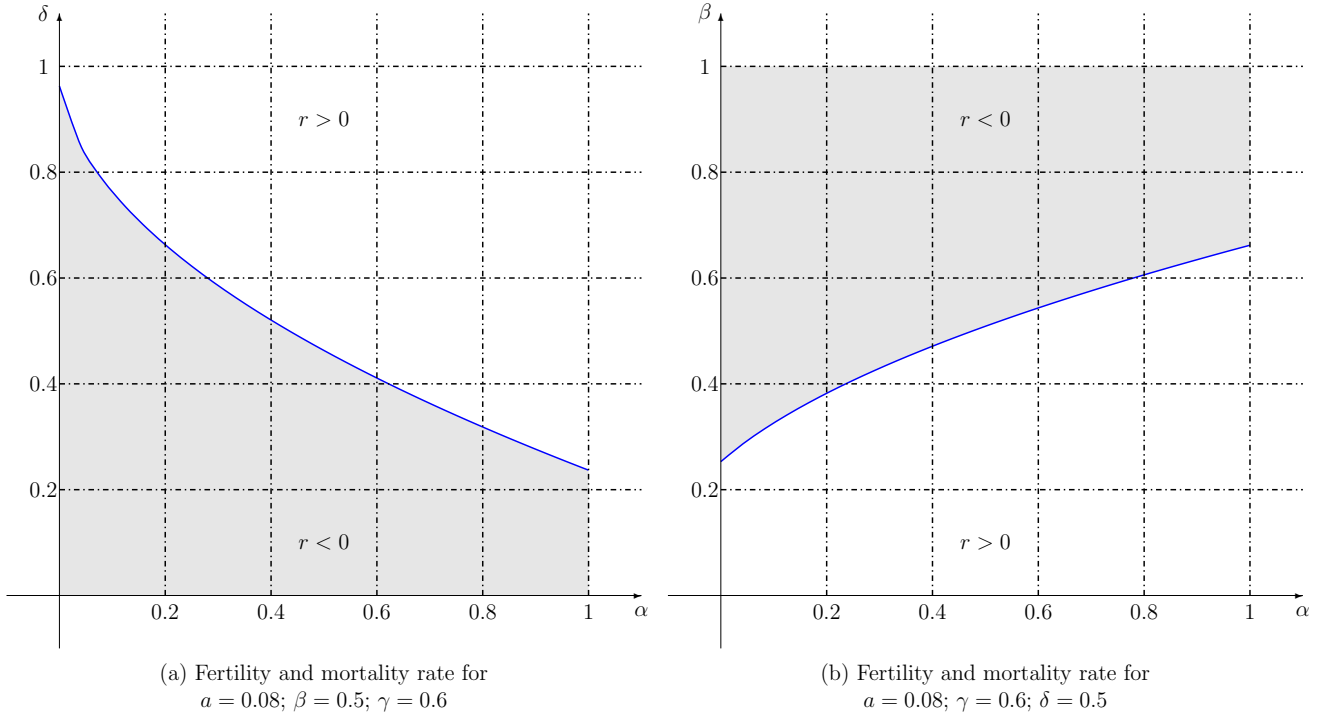 δ
1
0.8
0.6
0.4
0.2
r > 0
r < 0
0.2 0.4 0.6 0.8 1 α
(a) Fertility and mortality rate for
a = 0.08; β = 0.5; γ = 0.6
β
1
0.8
0.6
0.4
0.2
r < 0
r > 0
0.2 0.4 0.6 0.8 1 α
(b) Fertility and mortality rate for
a = 0.08; γ = 0.6; δ = 0.5